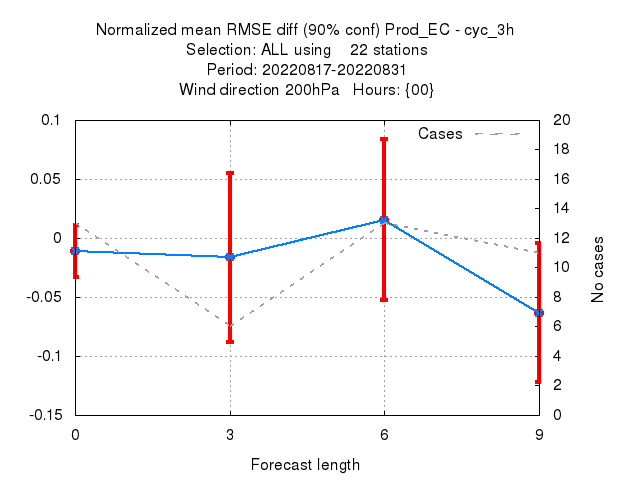 Normalized mean RMSE diff (90% conf) Prod_EC - cyc_3h
Selection: ALL using    22 stations
Period: 20220817-20220831
Wind direction 200hPa   Hours: {00}
Cases
0.1
0.05
0
-0.05
-0.1
-0.15
20
18
16
14
12
10
8
6
4
2
0
No cases
0 3 6 9
Forecast length